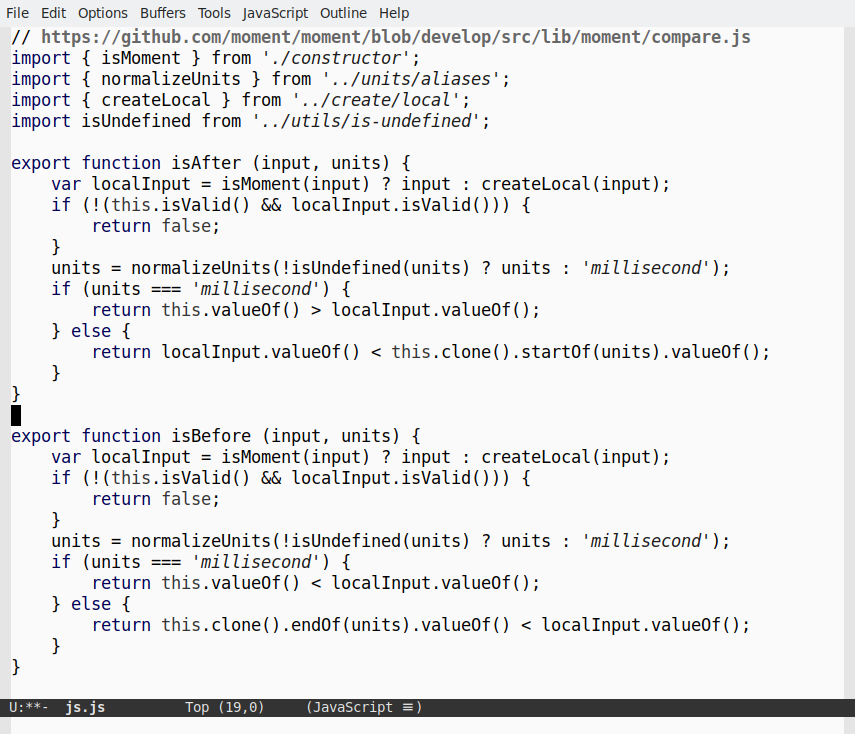 File Edit Options Buffers Tools JavaScript Outline Help
// https://github.com/moment/moment/blob/develop/src/lib/moment/compare.js
import { isMoment } from './constructor';
import { normalizeUnits } from '../units/aliases';
import { createLocal } from '../create/local';
import isUndefined from '../utils/is-undefined';

export function isAfter (input, units) {
    var localInput = isMoment(input) ? input : createLocal(input);
    if (!(this.isValid() && localInput.isValid())) {
        return false;
    }
    units = normalizeUnits(!isUndefined(units) ? units : 'millisecond');
    if (units === 'millisecond') {
        return this.valueOf() > localInput.valueOf();
    } else {
        return localInput.valueOf() < this.clone().startOf(units).valueOf();
    }
}

export function isBefore (input, units) {
    var localInput = isMoment(input) ? input : createLocal(input);
    if (!(this.isValid() && localInput.isValid())) {
        return false;
    }
    units = normalizeUnits(!isUndefined(units) ? units : 'millisecond');
    if (units === 'millisecond') {
        return this.valueOf() < localInput.valueOf();
    } else {
        return this.clone().endOf(units).valueOf() < localInput.valueOf();
    }
}
U:**-  js.js        Top (19,0)    (JavaScript ≡)